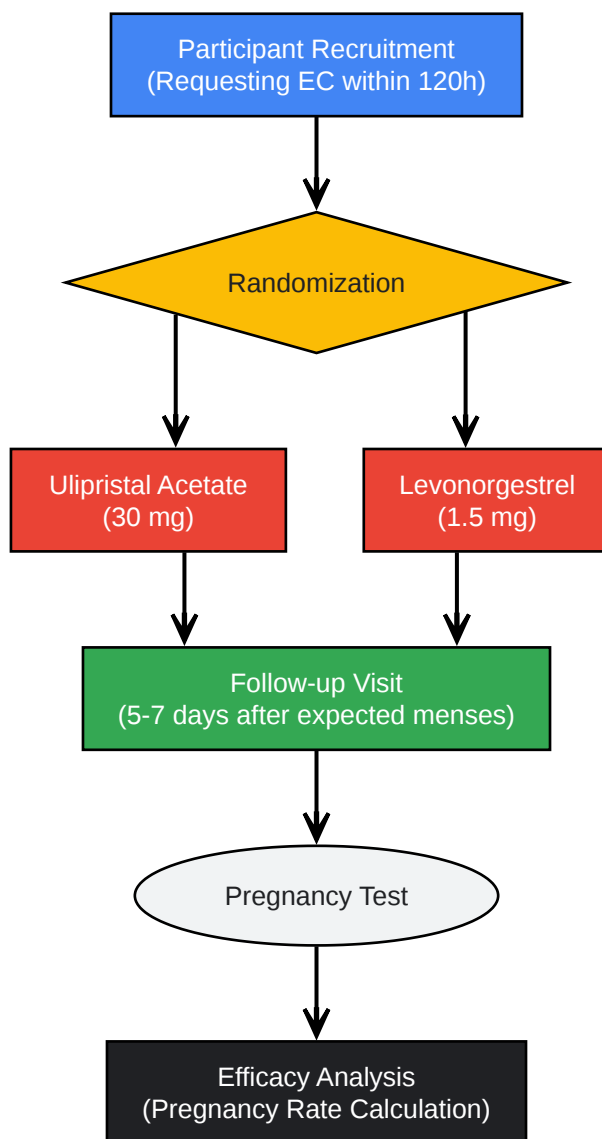 Participant Recruitment
(Requesting EC within 120h)
Randomization
Ulipristal Acetate
(30 mg)
Levonorgestrel
(1.5 mg)
Follow-up Visit
(5-7 days after expected menses)
Pregnancy Test
Efficacy Analysis
(Pregnancy Rate Calculation)